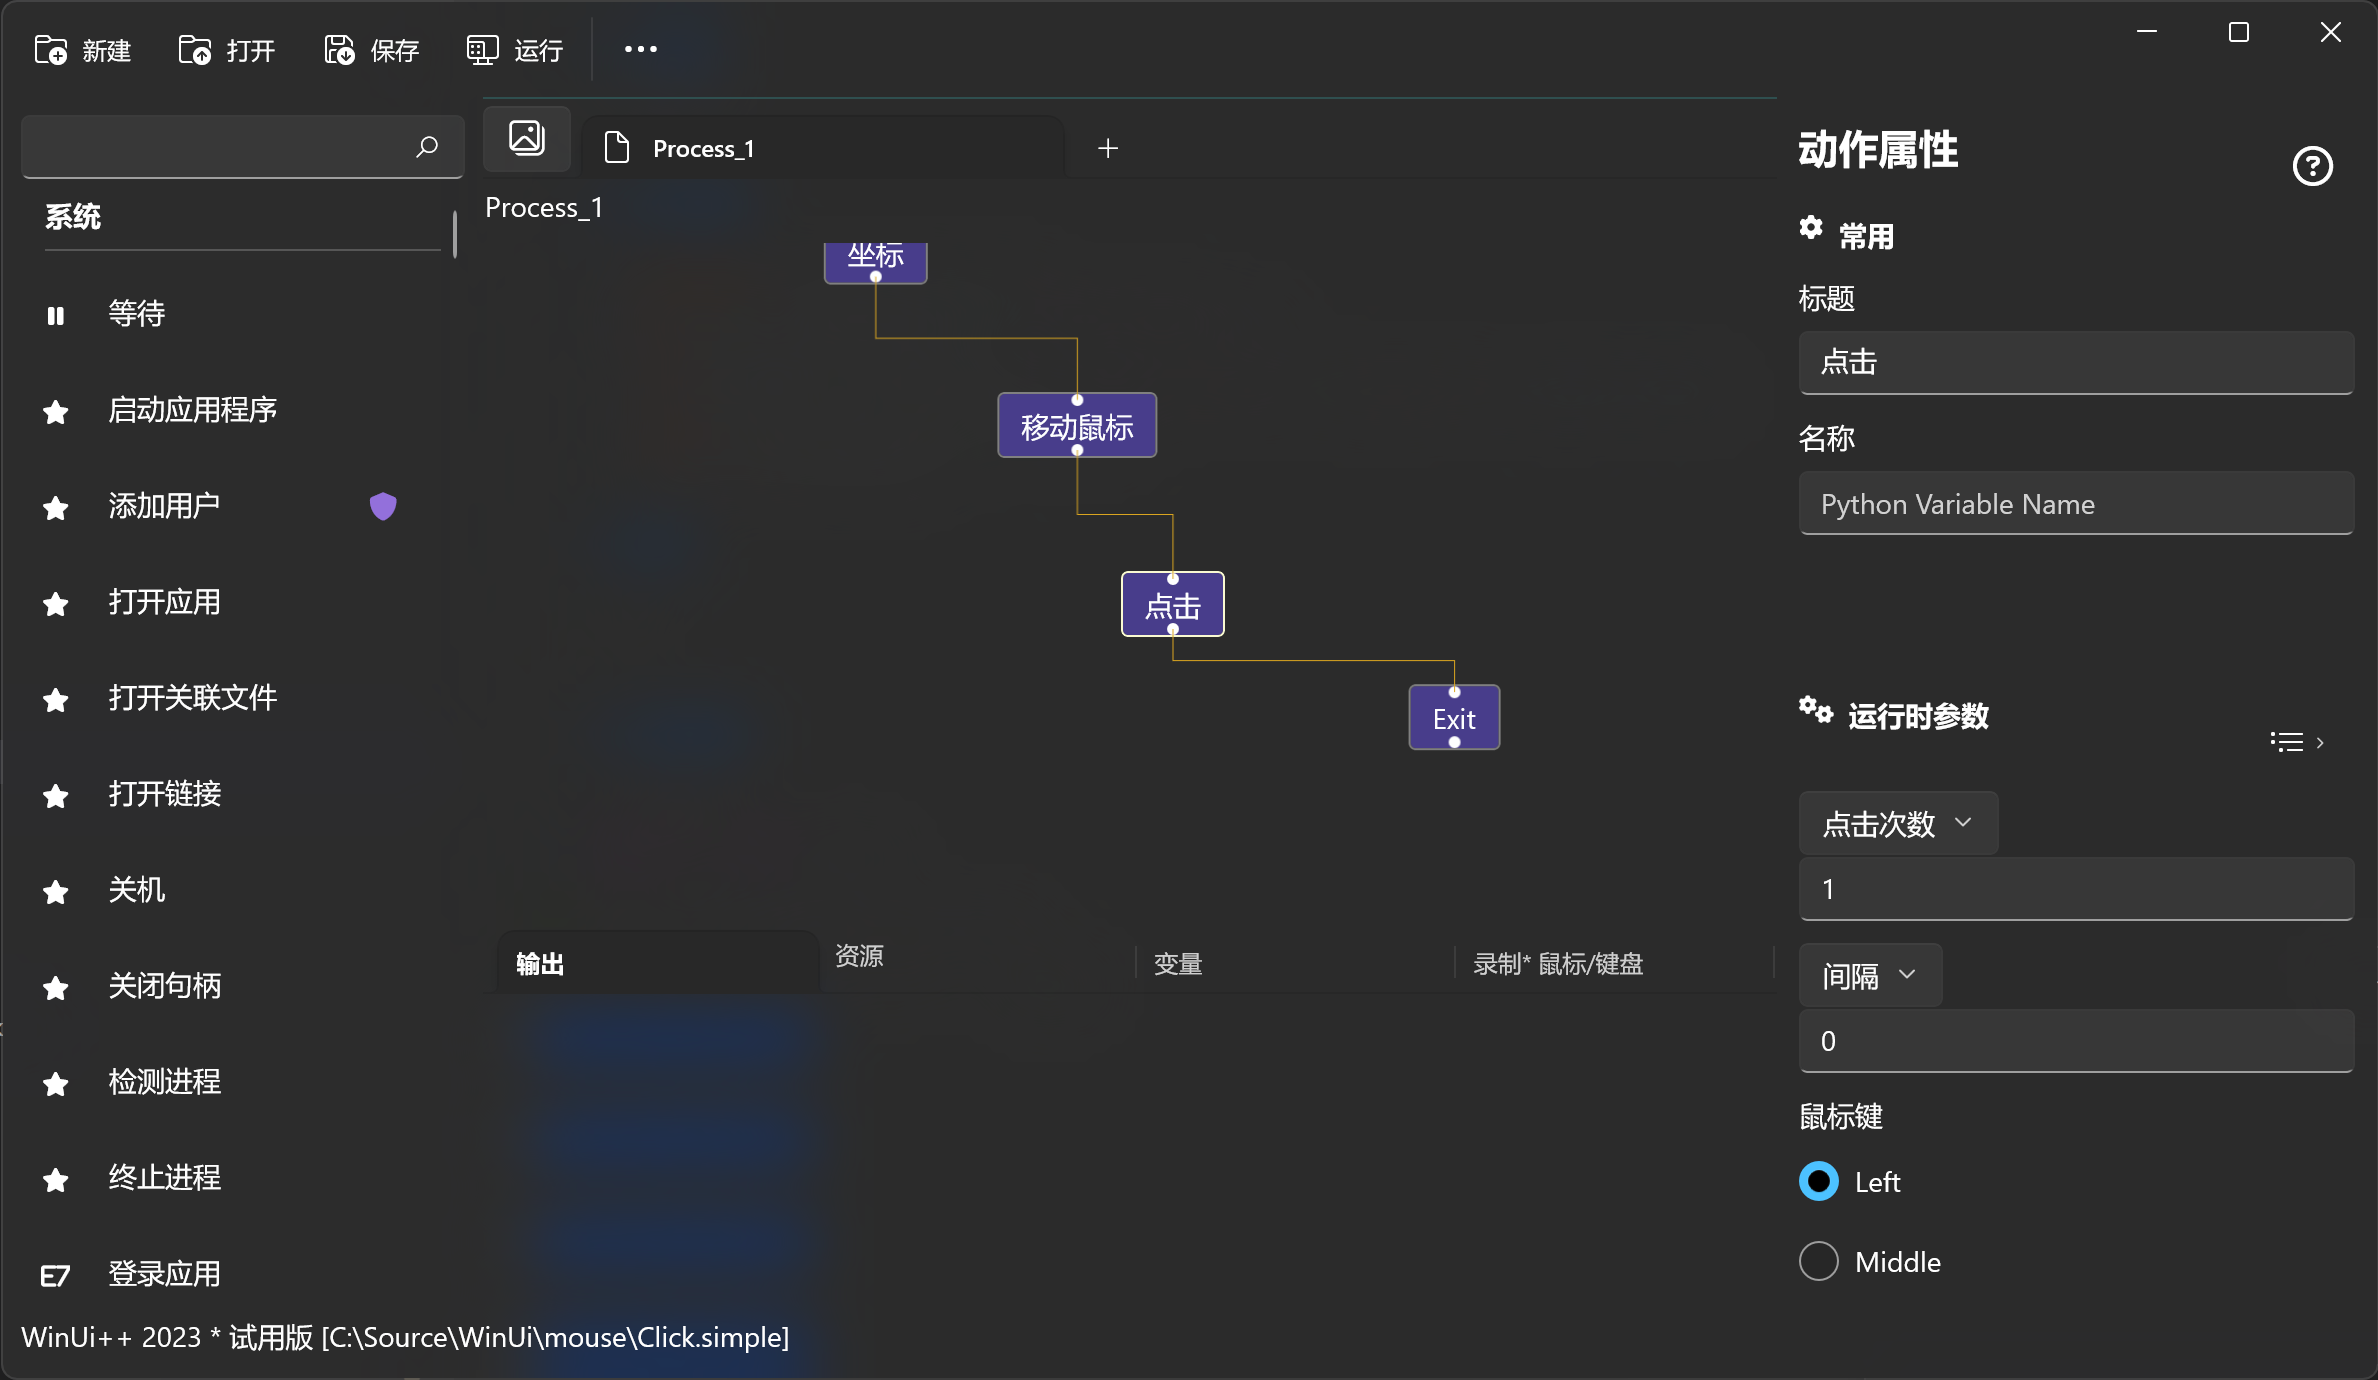 新建
打开
保存
运行
Process_1
Process_1
系统
等待
启动应用程序
添加用户
打开应用
打开关联文件
打开链接
关机
关闭句柄
检测进程
终止进程
E7 登录应用
坐标
移动鼠标
点击
Exit
输出
资源
变量
录制* 鼠标/键盘
动作属性
常用
标题
点击
名称
Python Variable Name
运行时参数
点击次数
1
间隔
0
鼠标键
Left
Middle
WinUi++ 2023 * 试用版 [C:\Source\WinUi\mouse\Click.simple]